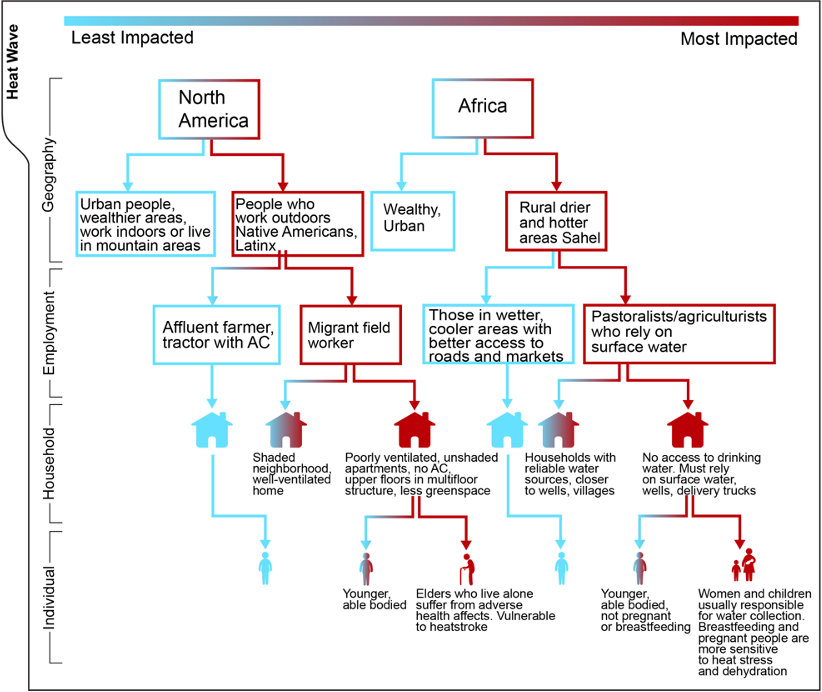 Heat Wave
Least Impacted
Most Impacted
Geography
North
America
Africa
Urban people,
wealthier areas,
work indoors or live
in mountain areas
People who
work outdoors
Native Americans,
Latinx
Wealthy,
Urban
Rural drier
and hotter
areas Sahel
Employment
Affluent farmer,
tractor with AC
Migrant field
worker
Those in wetter,
cooler areas with
better access to
roads and markets
Pastoralists/agriculturists
who rely on
surface water
Household
Shaded
neighborhood,
well-ventilated
home
Poorly ventilated, unshaded
apartments, no AC,
upper floors in multifloor
structure, less greenspace
Households with
reliable water
sources, closer
to wells, villages
No access to drinking
water. Must rely
on surface water,
wells, delivery trucks
Individual
Younger,
able bodied
Elders who live alone
suffer from adverse
health affects. Vulnerable
to heatstroke
Younger,
able bodied,
not pregnant
or breastfeeding
Women and children
usually responsible
for water collection.
Breastfeeding and
pregnant people are
more sensitive
to heat stress
and dehydration